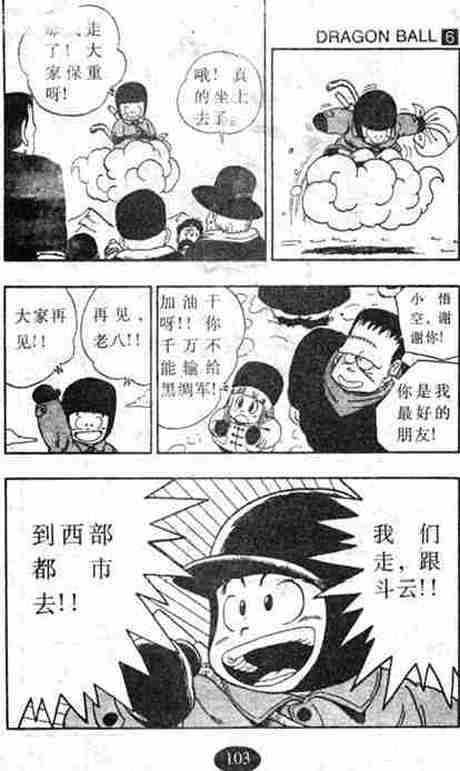 DRAGON BALL 6
哦！真
的坐上
去了。
走
了！大
家保重
呀！
小悟
空，谢
谢你！
你是我
最好的
朋友！
加油干
呀！！你
千万不
能输给
黑凋军！
再见，
老八！！
大家再
见！！
我们
走，跟
斗云！！
到西部
都市
去！！
103